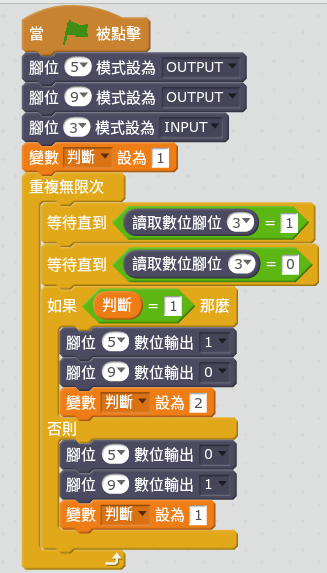 當 被點擊
腳位 5 模式設為 OUTPUT
腳位 9 模式設為 OUTPUT
腳位 3 模式設為 INPUT
變數 判斷 設為 1
重複無限次
等待直到 讀取數位腳位 3 = 1
等待直到 讀取數位腳位 3 = 0
如果 判斷 = 1 那麼
腳位 5 數位輸出 1
腳位 9 數位輸出 0
變數 判斷 設為 2
否則
腳位 5 數位輸出 0
腳位 9 數位輸出 1
變數 判斷 設為 1